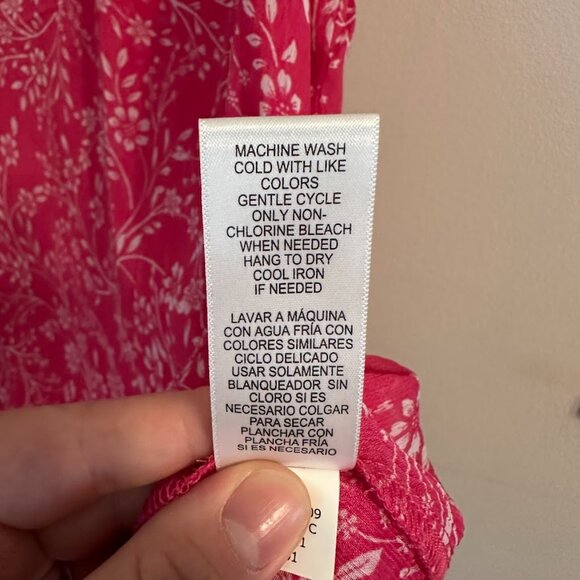 MACHINE WASH
COLD WITH LIKE
COLORS
GENTLE CYCLE
ONLY NON-
CHLORINE BLEACH
WHEN NEEDED
HANG TO DRY
COOL IRON
IF NEEDED
LAVAR A MÁQUINA
CON AGUA FRÍA CON
COLORES SIMILARES
CICLO DELICADO
USAR SOLAMENTE
BLANQUEADOR SIN
CLORO SI ES
NECESARIO COLGAR
PARA SECAR
PLANCHAR CON
PLANCHA FRÍA
SI ES NECESARIO